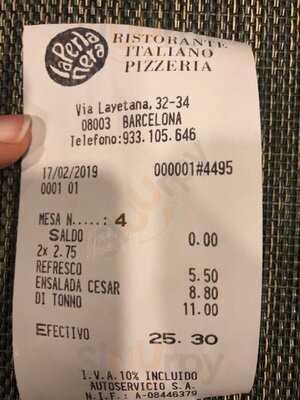 la Perla nera
RISTORANTE
ITALIANO
PIZZERIA
Via Layetana, 32-34
08003 BARCELONA
Telefono:933.105.646
17/02/2019 000001#4495
0001 01
MESA N.....: 4
SALDO 0.00
2x 2.75
REFRESCO 5.50
ENSALADA CESAR 8.80
DI TONNO 11.00
EFECTIVO 25.30
I.V.A.10% INCLUIDO
AUTOSERVICIO S.A.
N.I.F.: A-08446379